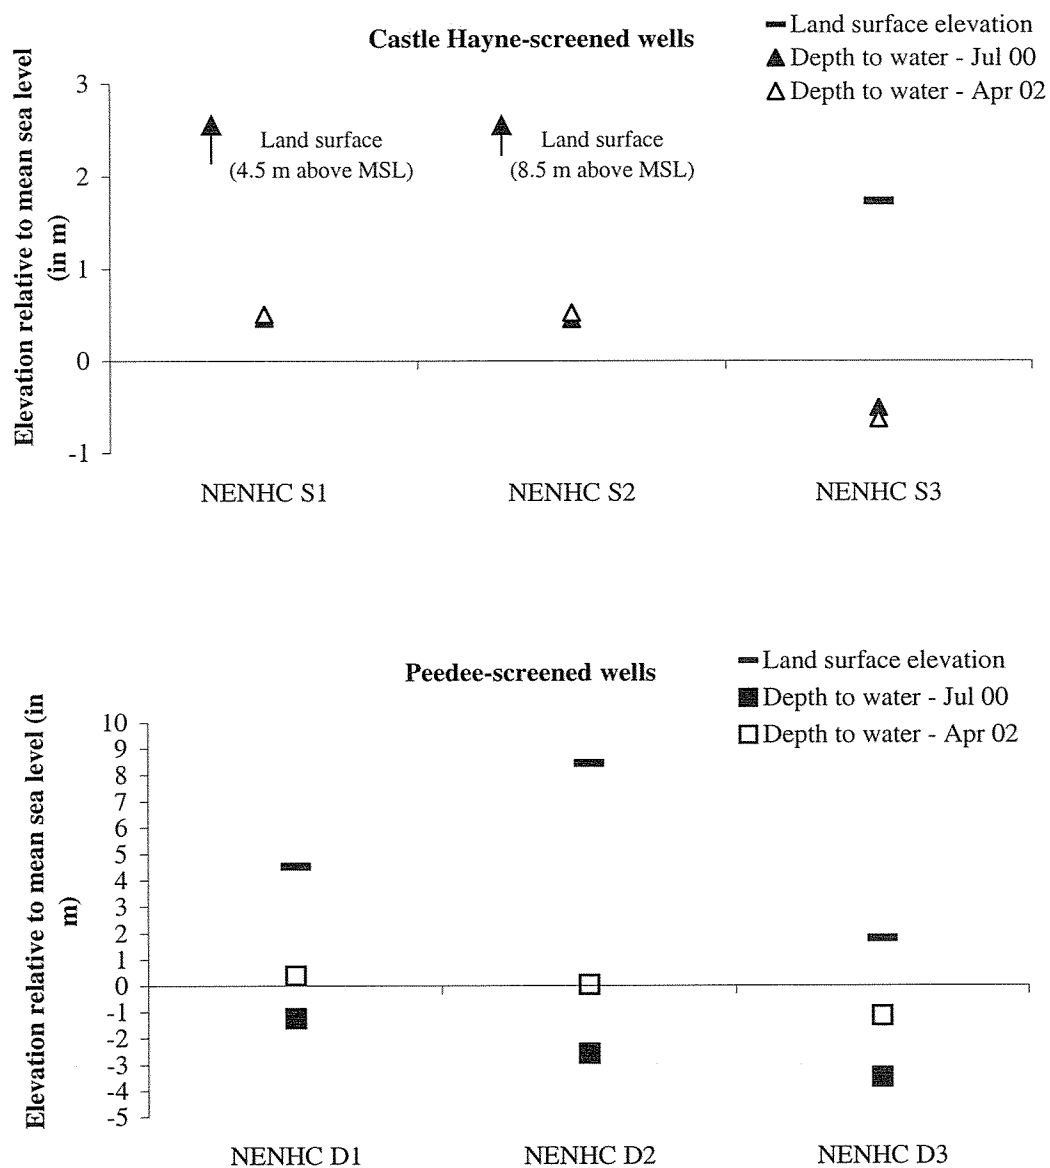 Castle Hayne-screened wells
Land surface elevation
Depth to water - Jul 00
Depth to water - Apr 02
Elevation relative to mean sea level
(in m)
3
2
1
0
-1
Land surface
(4.5 m above MSL)
Land surface
(8.5 m above MSL)
NENHC S1
NENHC S2
NENHC S3
Peedee-screened wells
Land surface elevation
Depth to water - Jul 00
Depth to water - Apr 02
Elevation relative to mean sea level (in
m)
10
9
8
7
6
5
4
3
2
1
0
-1
-2
-3
-4
-5
NENHC D1
NENHC D2
NENHC D3